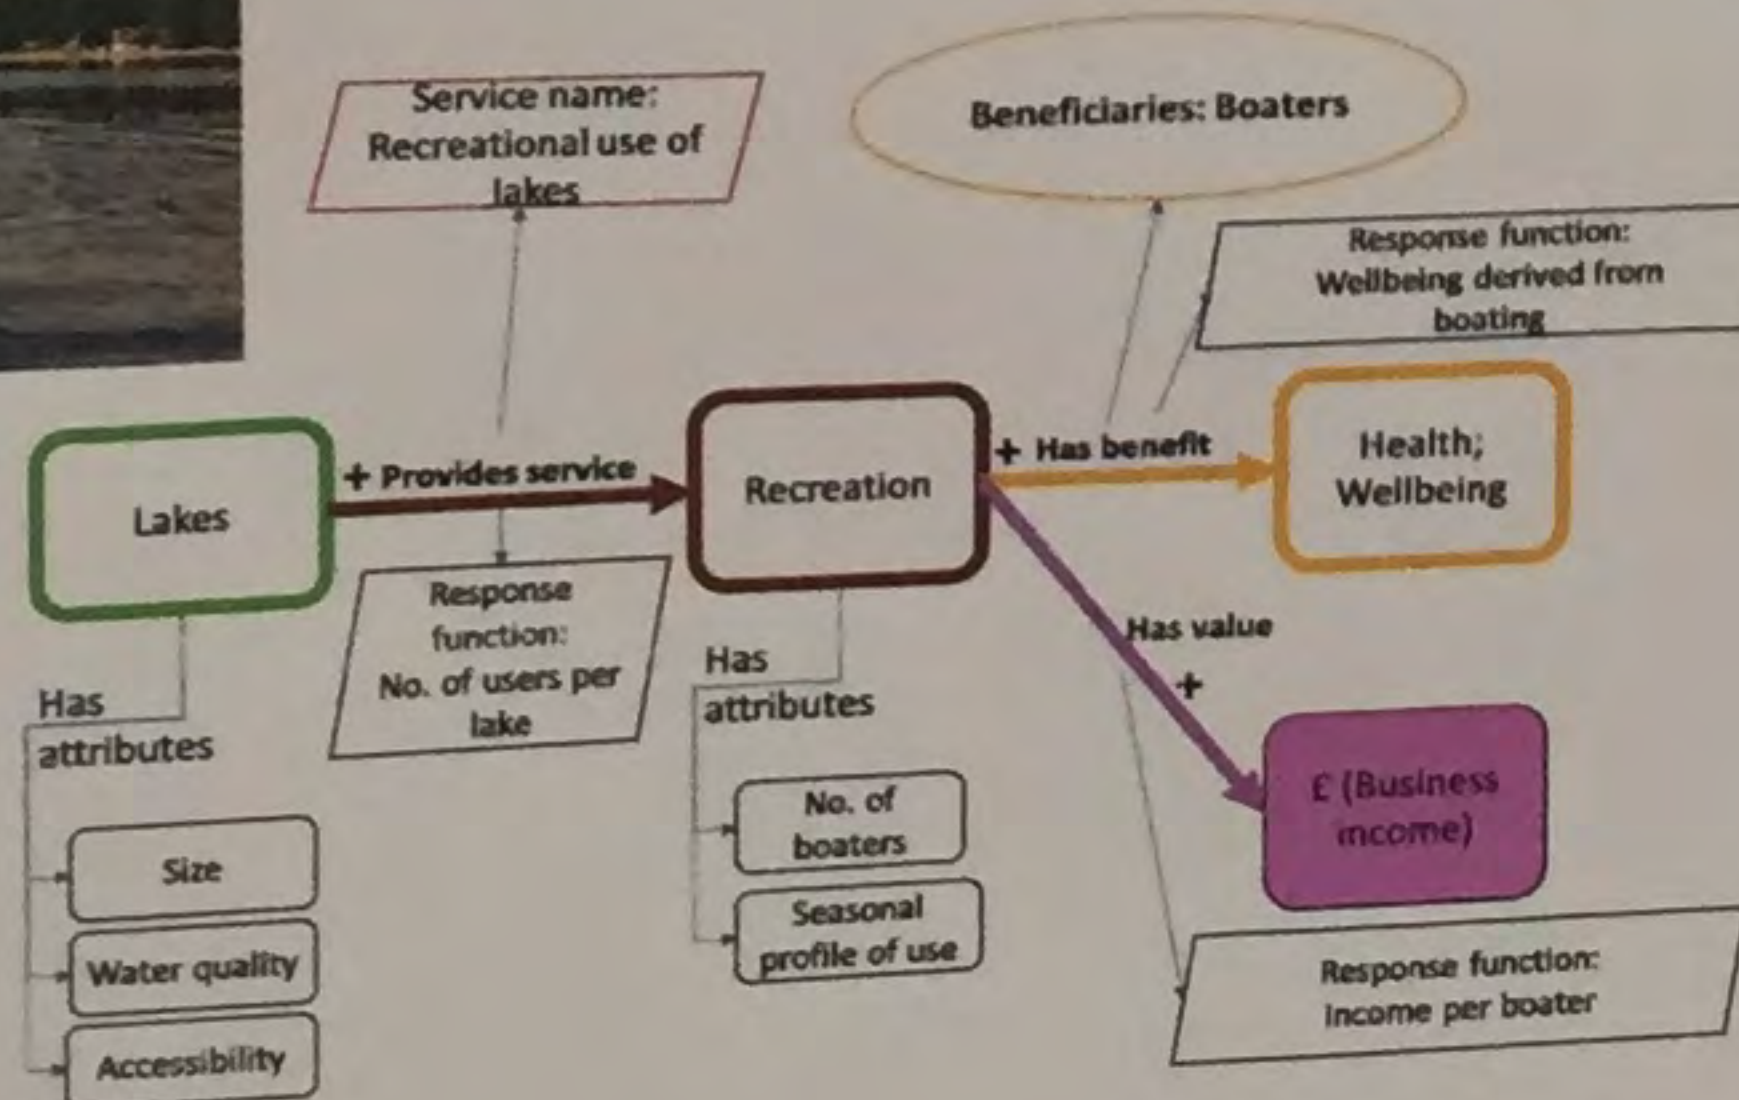 Service name:
Recreational use of
lakes
Beneficiaries: Boaters
Response function:
Wellbeing derived from
boating
Lakes
+ Provides service
Recreation
+ Has benefit
Health;
Wellbeing
Response
function:
No. of users per
lake
Has value
+
£ (Business
income)
Has
attributes
Size
Water quality
Accessibility
Has
attributes
No. of
boaters
Seasonal
profile of use
Response function:
Income per boater